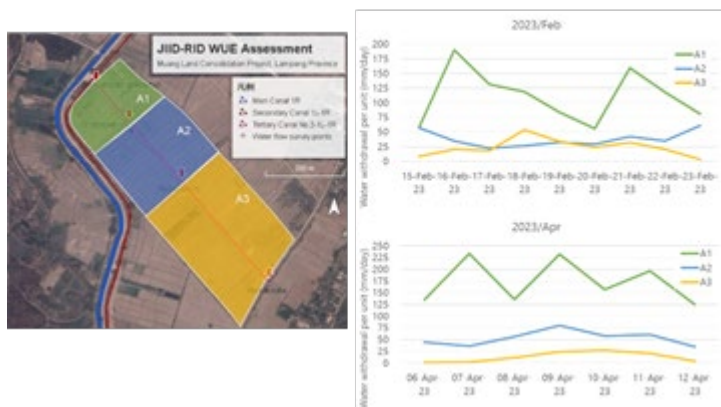 JIID-RID WUE Assessment
Muang Land Consolidation Project, Lampang Province
A1
A2
A3
Main Canal
Secondary Canal
Tertiary Canal
Water flow survey points
2023/Feb
Water withdrawal per unit (mm/day)
200
175
150
125
100
75
50
25
0
A1
A2
A3
15-Feb-23
16-Feb-23
17-Feb-23
18-Feb-23
19-Feb-23
20-Feb-23
21-Feb-23
22-Feb-23
23-Feb-23
2023/Apr
Water withdrawal per unit (mm/day)
250
225
200
175
150
125
100
75
50
25
0
A1
A2
A3
06-Apr-23
07-Apr-23
08-Apr-23
09-Apr-23
10-Apr-23
11-Apr-23
12-Apr-23